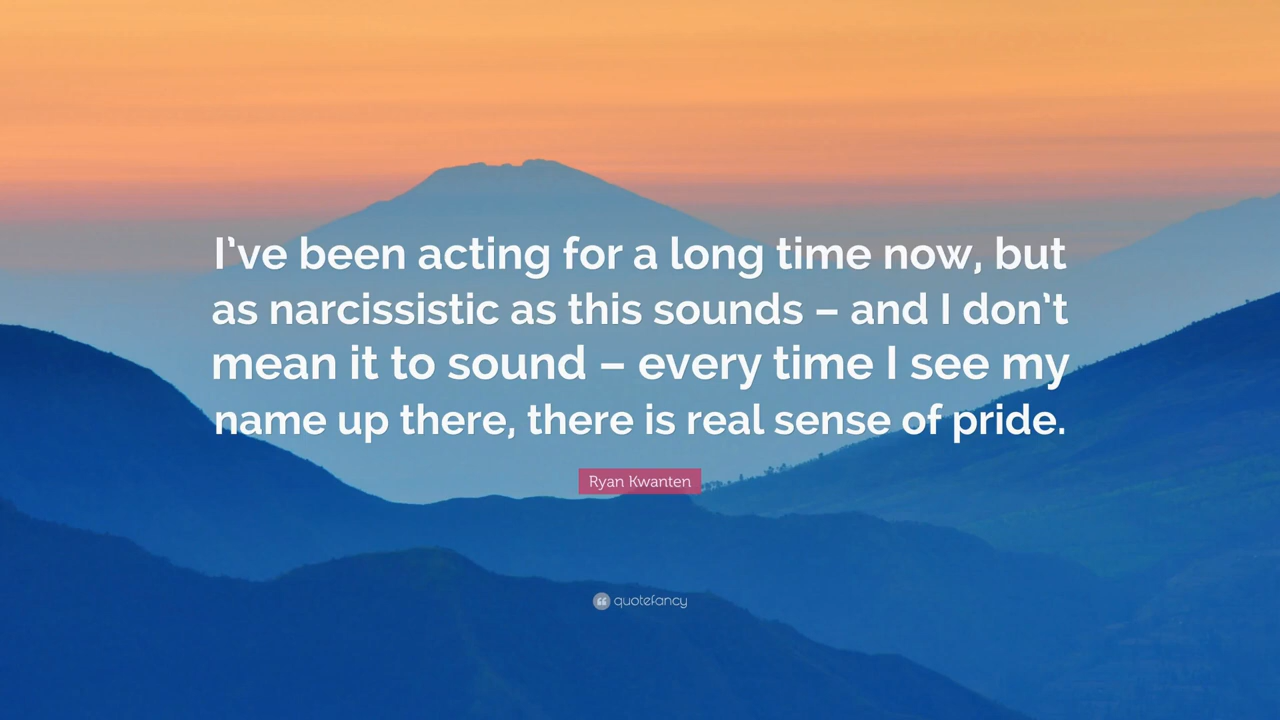 I’ve been acting for a long time now, but
as narcissistic as this sounds – and I don’t
mean it to sound – every time I see my
name up there, there is real sense of pride.
Ryan Kwanten
quotefancy